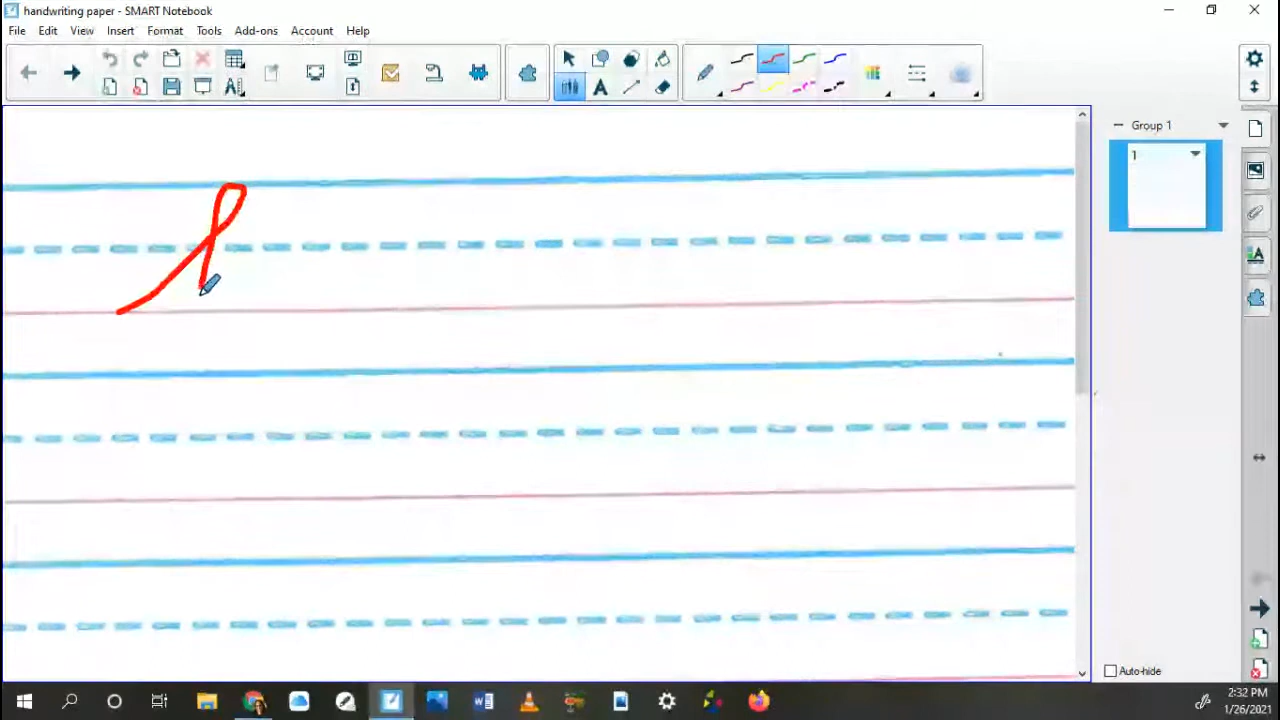 handwriting paper - SMART Notebook
File Edit View Insert Format Tools Add-ons Account Help
Group 1
1
Auto-hide
2:32 PM
1/26/2021